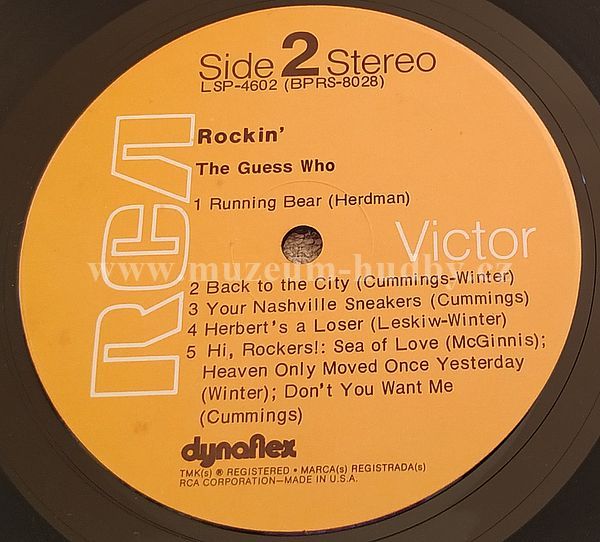 Side 2 Stereo
LSP-4602 (BPRS-8028)
RCA
Rockin'
The Guess Who
1 Running Bear (Herdman)
Victor
www.muzeum-hudby.cz
2 Back to the City (Cummings-Winter)
3 Your Nashville Sneakers (Cummings)
4 Herbert's a Loser (Leskiw-Winter)
5 Hi, Rockers!: Sea of Love (McGinnis);
Heaven Only Moved Once Yesterday
(Winter); Don't You Want Me
(Cummings)
dynaflex
TMK(s) ® REGISTERED • MARCA(s) REGISTRADA(s)
RCA CORPORATION—MADE IN U.S.A.